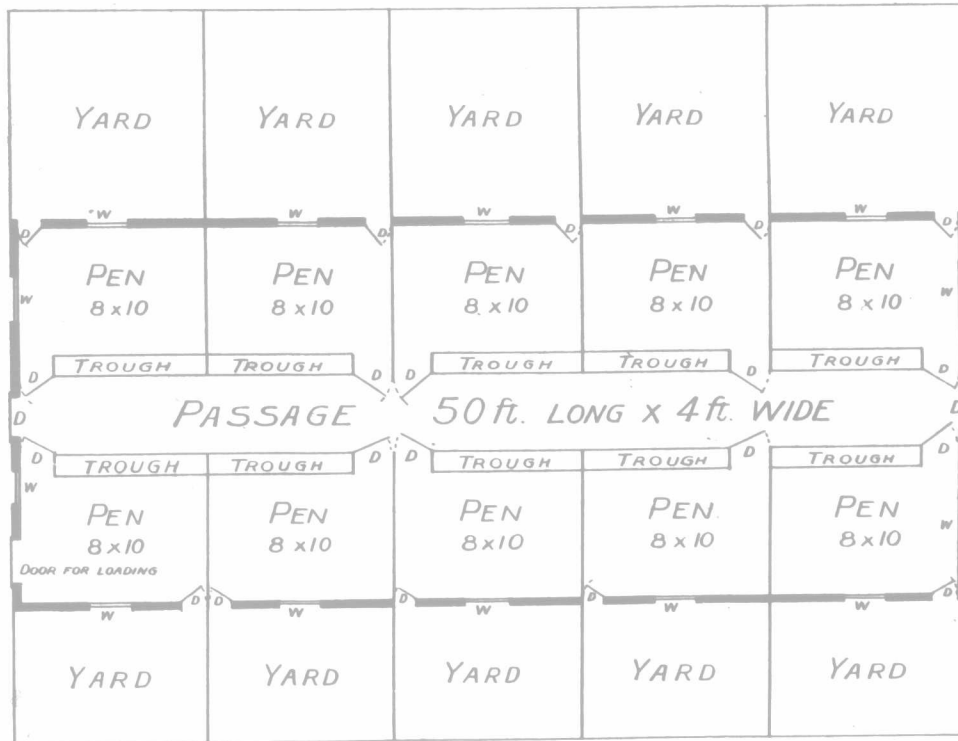 YARD YARD YARD YARD YARD
W W W W W
D D D D D
PEN PEN PEN PEN PEN
8 x 10 8 x 10 8 x 10 8 x 10 8 x 10
W W
TROUGH TROUGH TROUGH TROUGH TROUGH
D D D D D D
D PASSAGE 50 ft. LONG x 4 ft. WIDE D
D D D D D D
TROUGH TROUGH TROUGH TROUGH TROUGH
W
PEN PEN PEN PEN PEN
8 x 10 8 x 10 8 x 10 8 x 10 8 x 10
W
DOOR FOR LOADING
D D D D D
W W W W W
YARD YARD YARD YARD YARD